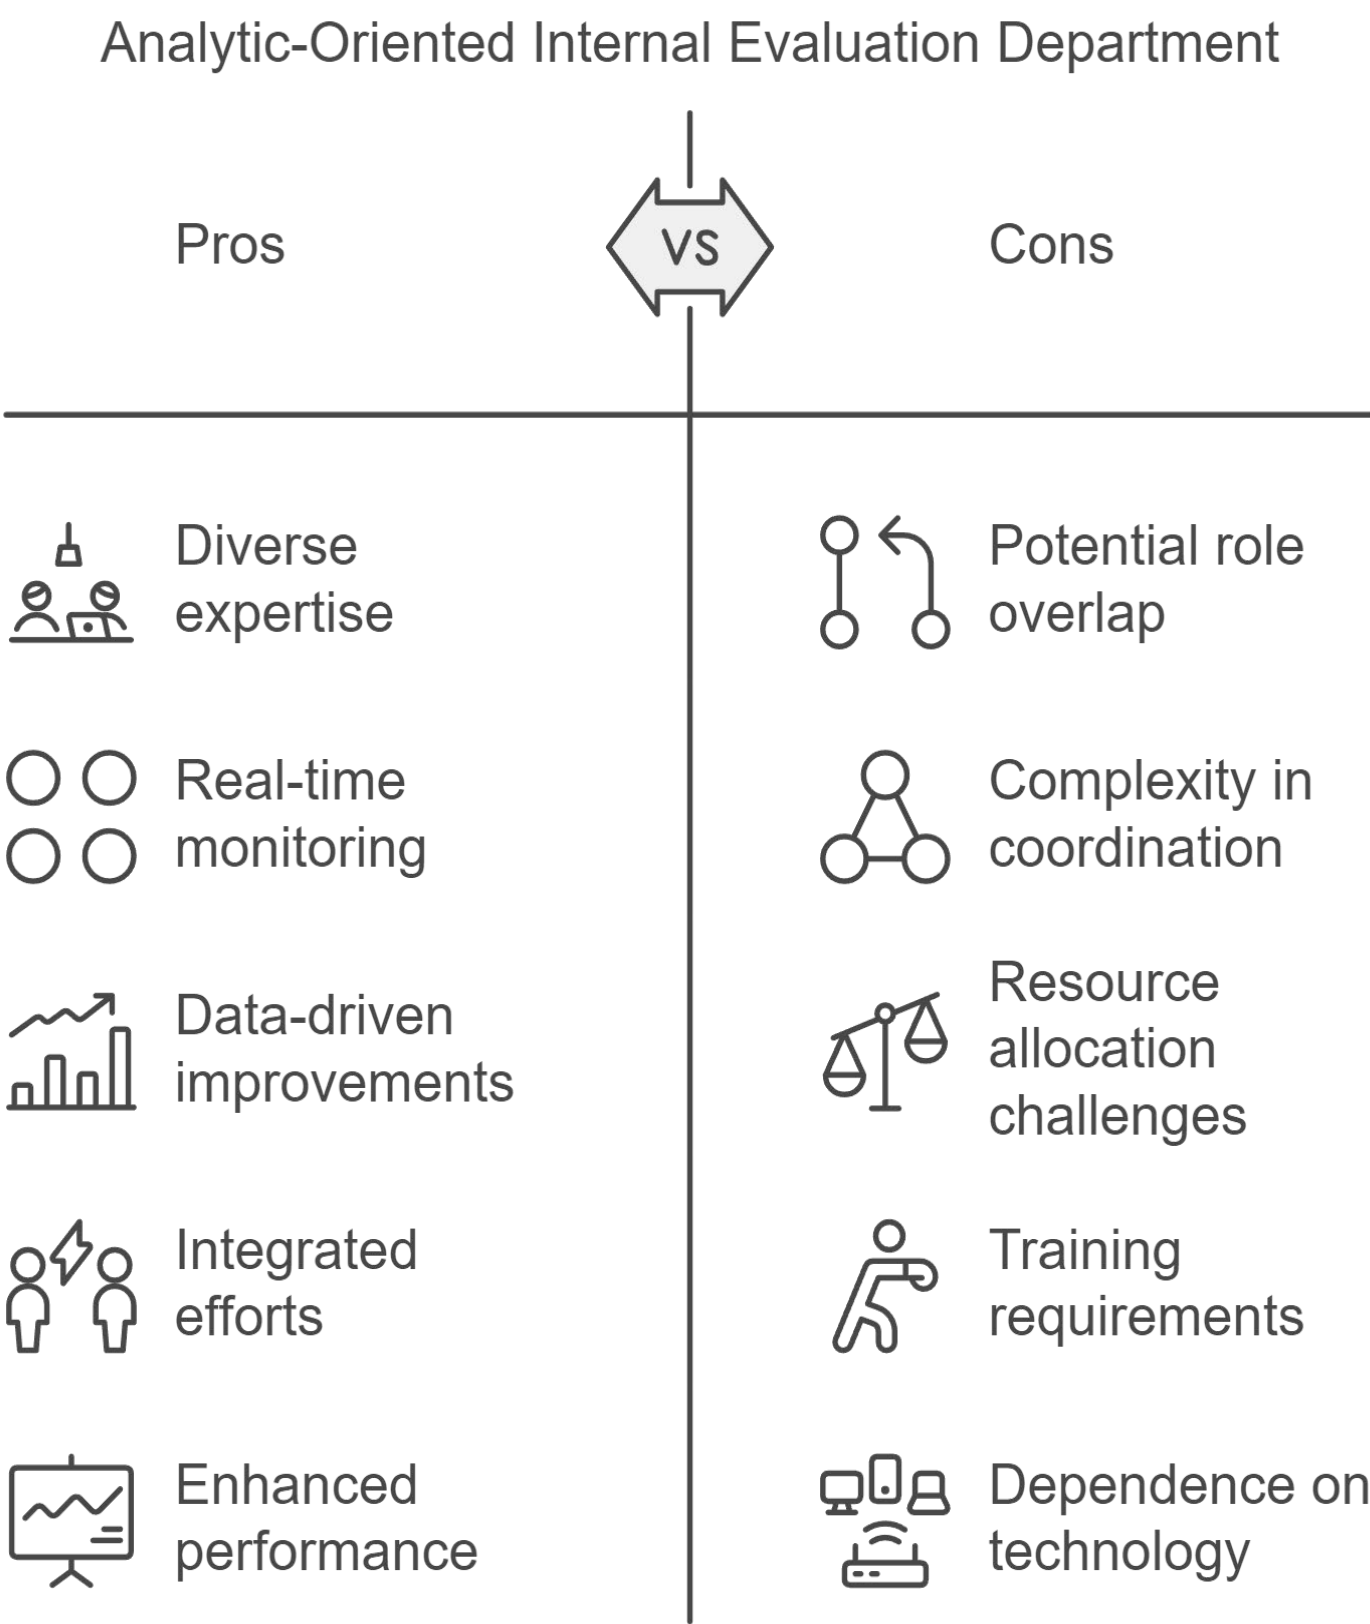 Analytic-Oriented Internal Evaluation Department
Pros
VS
Cons
Diverse
expertise
Potential role
overlap
Real-time
monitoring
Complexity in
coordination
Data-driven
improvements
Resource
allocation
challenges
Integrated
efforts
Training
requirements
Enhanced
performance
Dependence on
technology